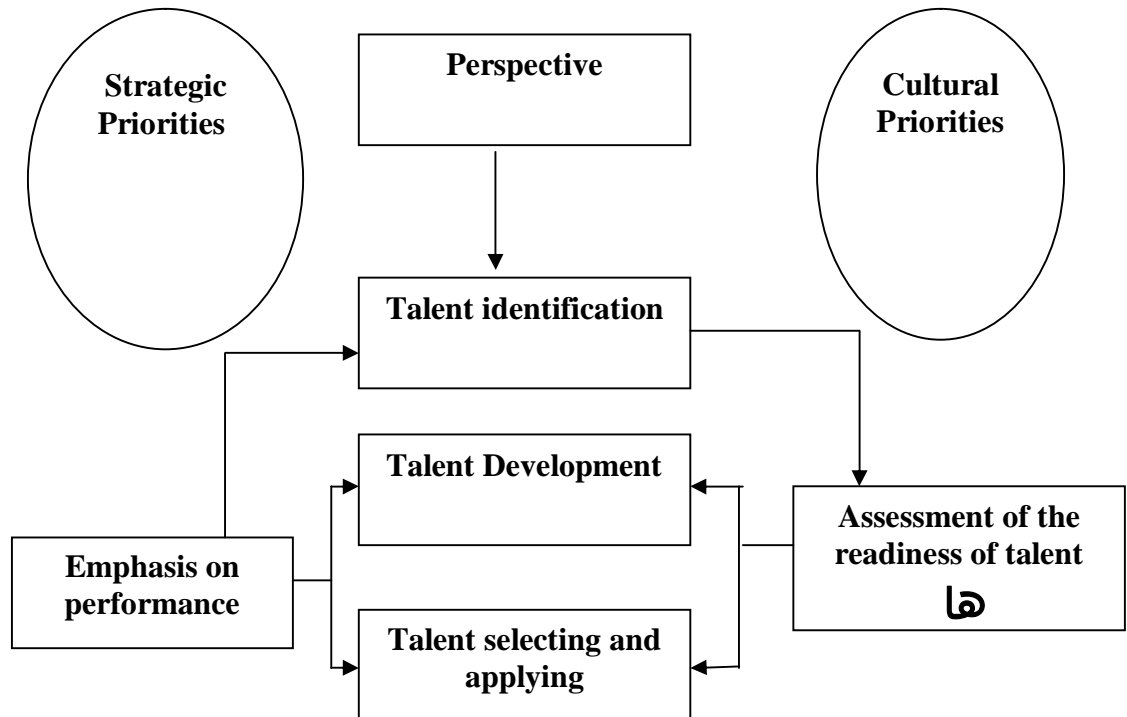 Strategic
Priorities
Perspective
Cultural
Priorities
Talent identification
Talent Development
Assessment of the
readiness of talent
ها
Emphasis on
performance
Talent selecting and
applying